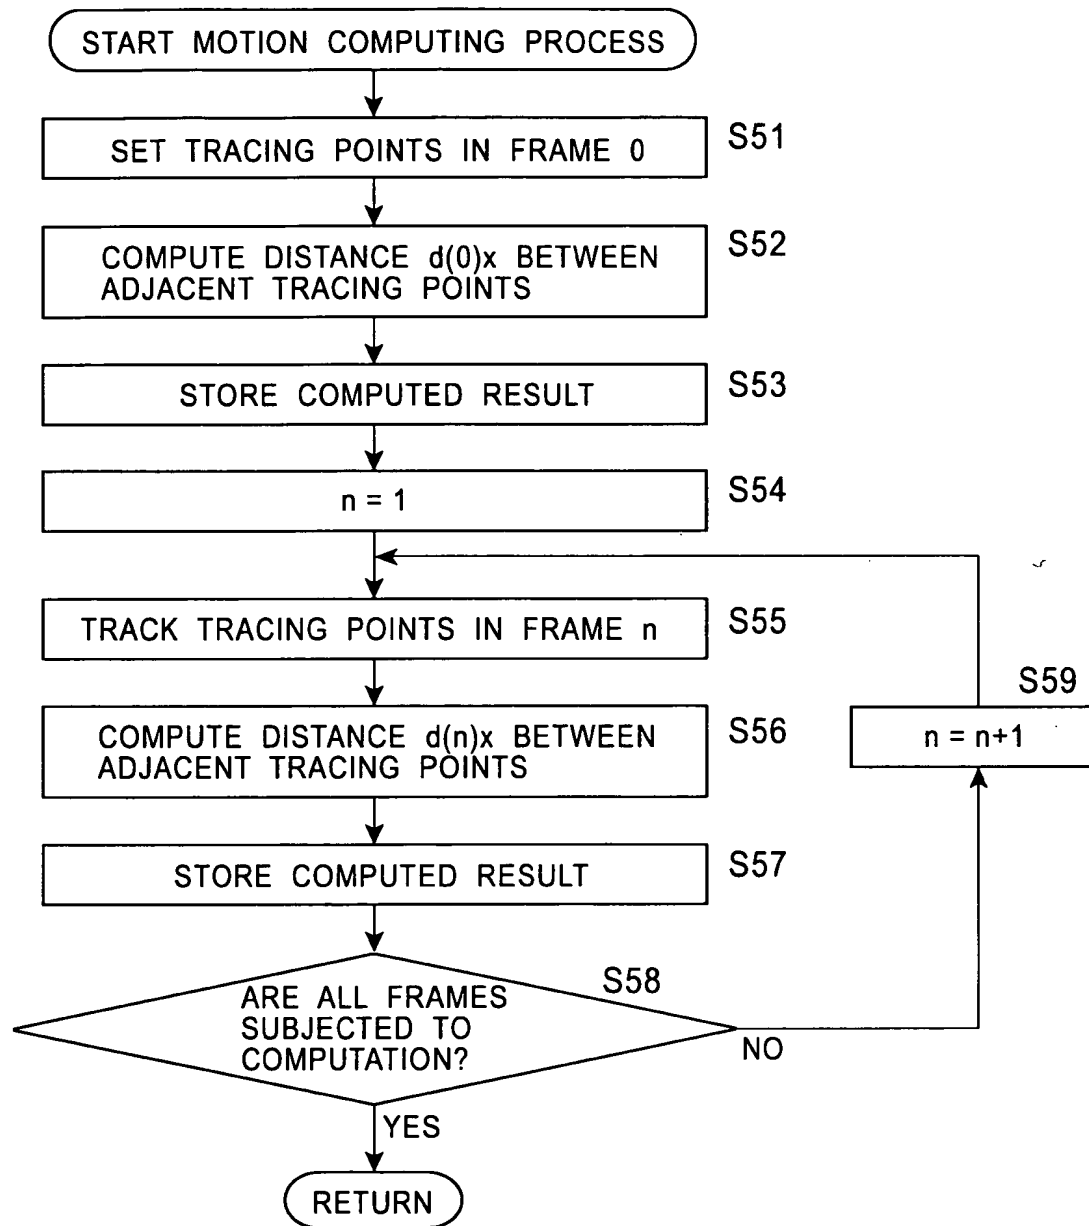 START MOTION COMPUTING PROCESS
SET TRACING POINTS IN FRAME 0
S51
COMPUTE DISTANCE d(0)x BETWEEN
ADJACENT TRACING POINTS
S52
STORE COMPUTED RESULT
S53
n = 1
S54
TRACK TRACING POINTS IN FRAME n
S55
COMPUTE DISTANCE d(n)x BETWEEN
ADJACENT TRACING POINTS
S56
S59
n = n+1
STORE COMPUTED RESULT
S57
ARE ALL FRAMES
SUBJECTED TO
COMPUTATION?
S58
NO
YES
RETURN